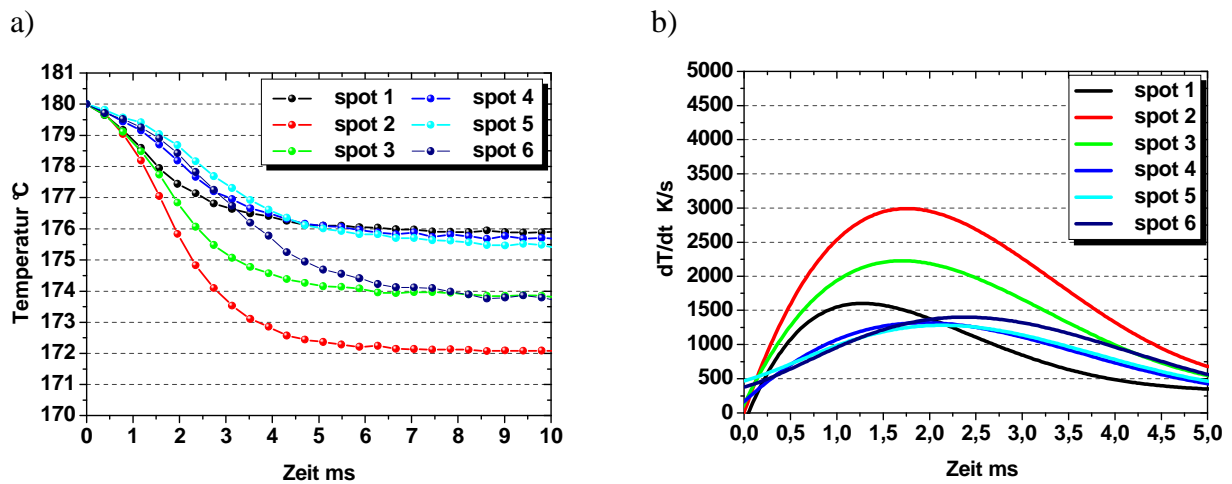 a)
181
180
179
178
177
176
175
174
173
172
171
170
Temperatur °C
0 1 2 3 4 5 6 7 8 9 10
Zeit ms
spot 1 spot 4
spot 2 spot 5
spot 3 spot 6
b)
5000
4500
4000
3500
3000
2500
2000
1500
1000
500
0
dT/dt K/s
0,0 0,5 1,0 1,5 2,0 2,5 3,0 3,5 4,0 4,5 5,0
Zeit ms
spot 1
spot 2
spot 3
spot 4
spot 5
spot 6